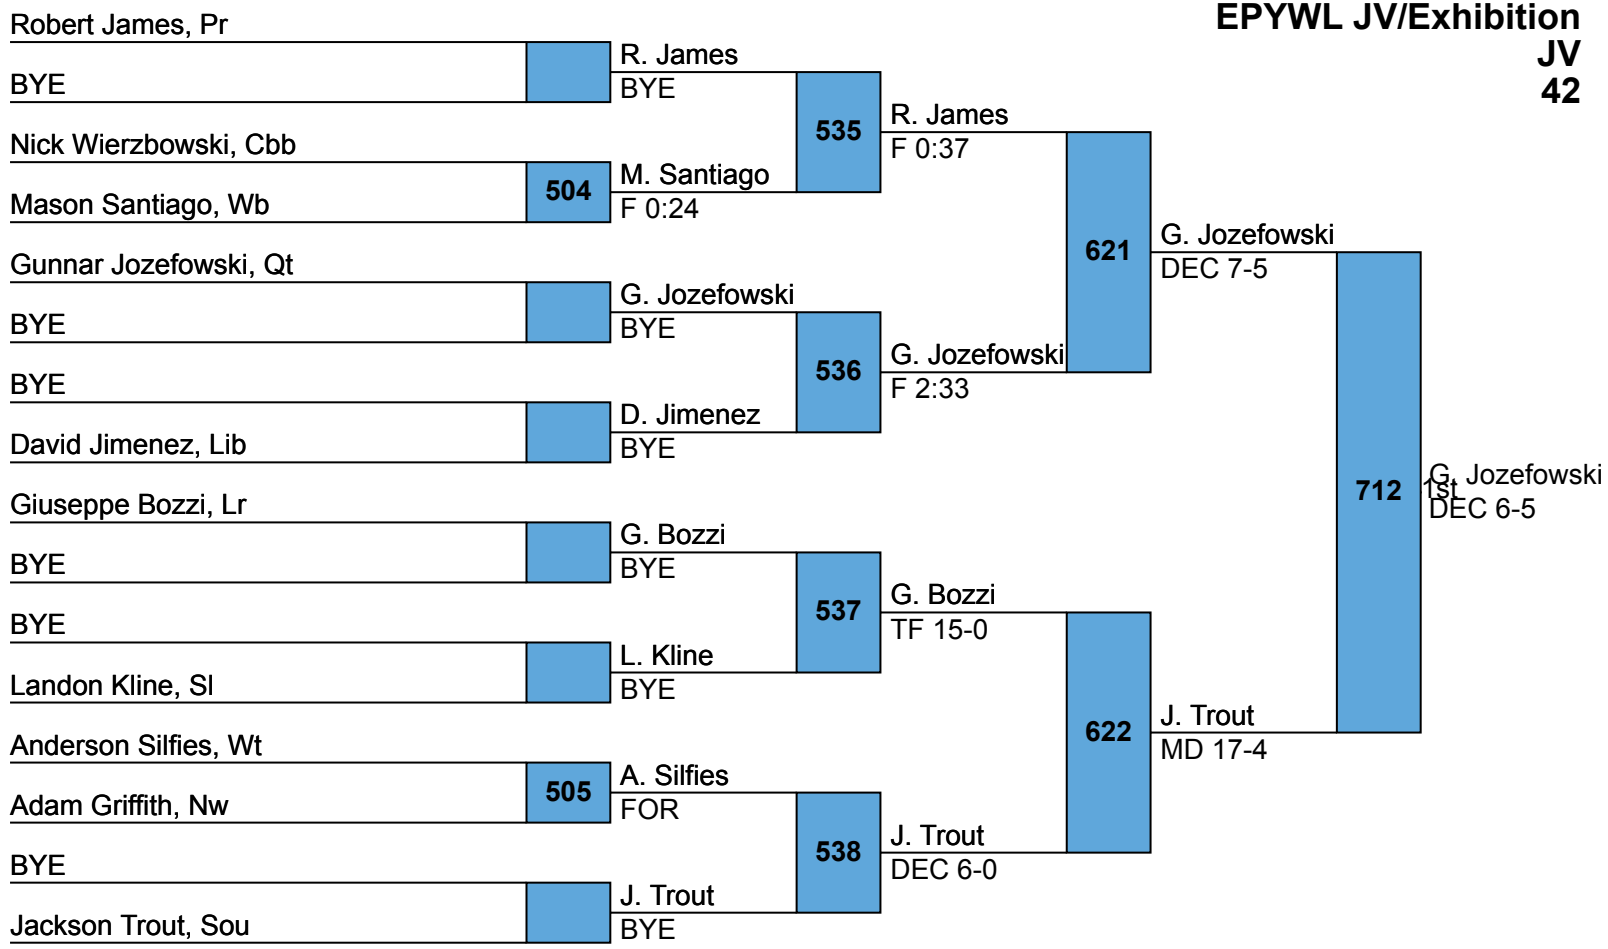 EPYWL JV/Exhibition
JV
42
Robert James, Pr
BYE
Nick Wierzbowski, Cbb
Mason Santiago, Wb
Gunnar Jozefowski, Qt
BYE
BYE
David Jimenez, Lib
Giuseppe Bozzi, Lr
BYE
BYE
Landon Kline, Sl
Anderson Silfies, Wt
Adam Griffith, Nw
BYE
Jackson Trout, Sou
504
505
R. James
BYE
M. Santiago
F 0:24
G. Jozefowski
BYE
D. Jimenez
BYE
G. Bozzi
BYE
L. Kline
BYE
A. Silfies
FOR
J. Trout
BYE
535
536
537
538
R. James
F 0:37
G. Jozefowski
F 2:33
G. Bozzi
TF 15-0
J. Trout
DEC 6-0
621
622
G. Jozefowski
DEC 7-5
J. Trout
MD 17-4
712
G. Jozefowski
1st
DEC 6-5